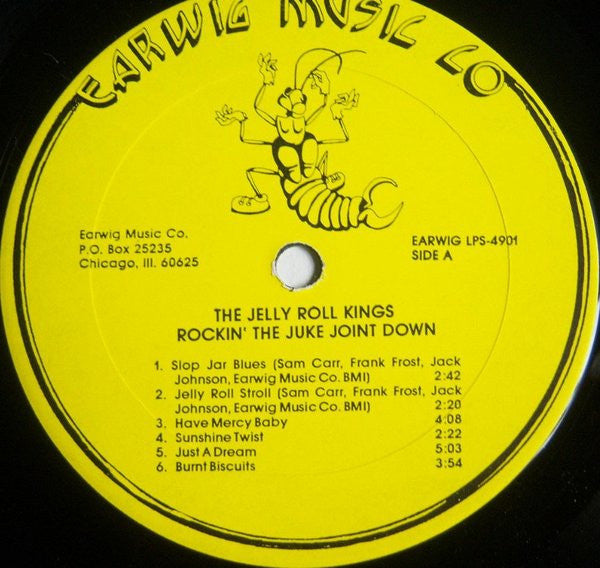 EARWIG MUSIC CO
Earwig Music Co.
P.O. Box 25235
Chicago, Ill. 60625
EARWIG LPS-4901
SIDE A
THE JELLY ROLL KINGS
ROCKIN' THE JUKE JOINT DOWN
1. Slop Jar Blues (Sam Carr, Frank Frost, Jack
Johnson, Earwig Music Co. BMI) 2:42
2. Jelly Roll Stroll (Sam Carr, Frank Frost, Jack
Johnson, Earwig Music Co. BMI) 2:20
3. Have Mercy Baby 4:08
4. Sunshine Twist 2:22
5. Just A Dream 5:03
6. Burnt Biscuits 3:54